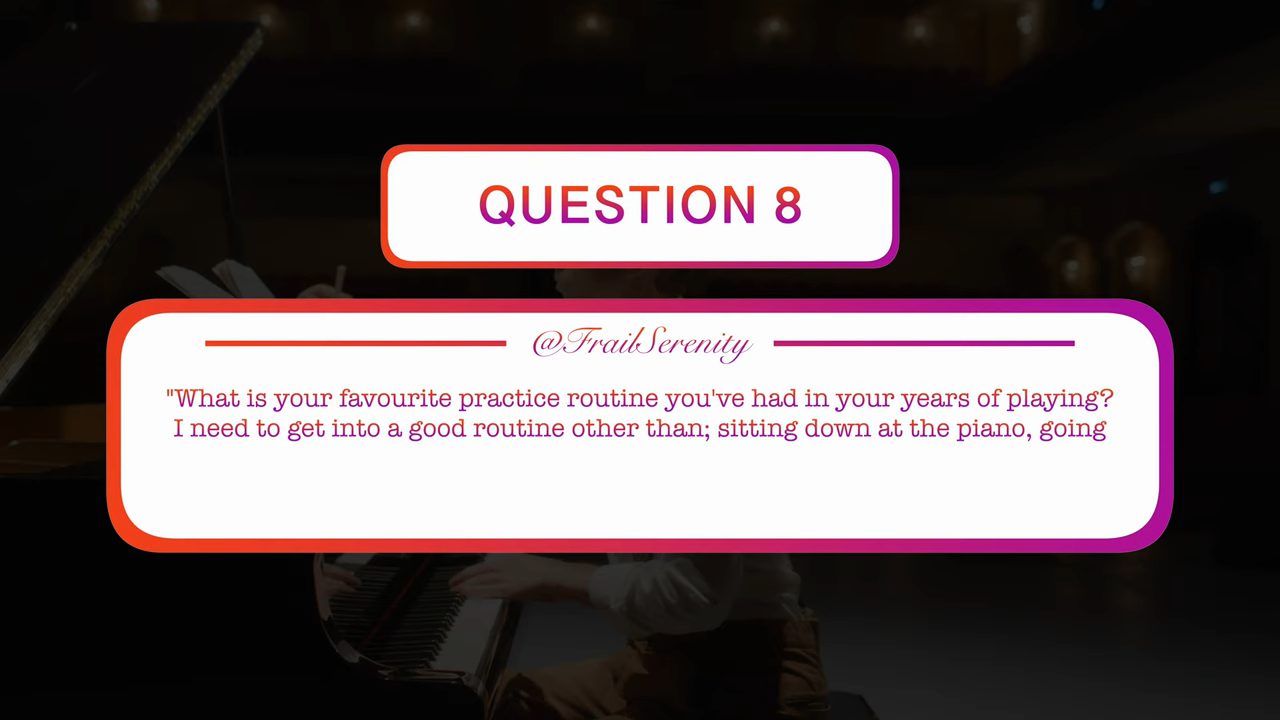 QUESTION 8
@FrailSerenity
"What is your favourite practice routine you've had in your years of playing?
I need to get into a good routine other than; sitting down at the piano, going